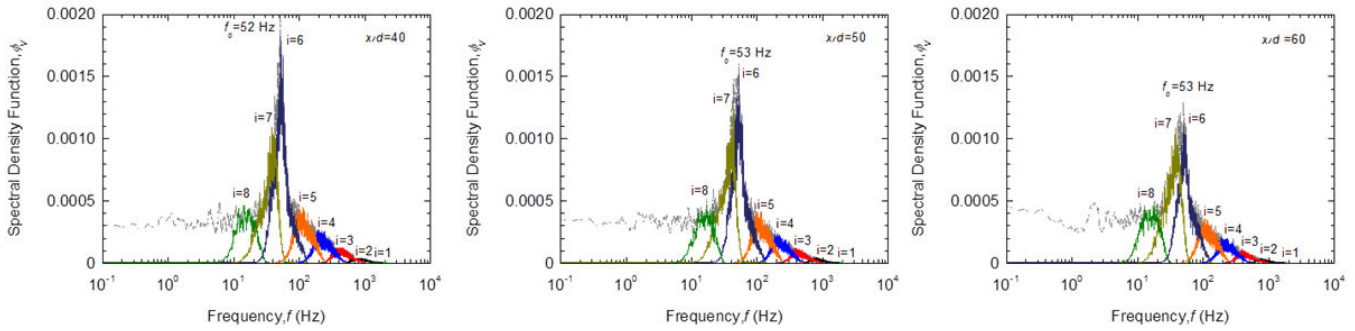 0.0020
0.0015
0.0010
0.0005
0
Spectral Density Function, ϕV
f0=52 Hz
x/d=40
i=6
i=7
i=8
i=5
i=4
i=3
i=2
i=1
10-1 100 101 102 103 104
Frequency,f (Hz)
0.0020
0.0015
0.0010
0.0005
0
Spectral Density Function, ϕV
x/d=50
f0=53 Hz
i=6
i=7
i=8
i=5
i=4
i=3
i=2
i=1
10-1 100 101 102 103 104
Frequency,f (Hz)
0.0020
0.0015
0.0010
0.0005
0
Spectral Density Function, ϕV
x/d=60
f0=53 Hz
i=6
i=7
i=8
i=5
i=4
i=3
i=2
i=1
10-1 100 101 102 103 104
Frequency,f (Hz)